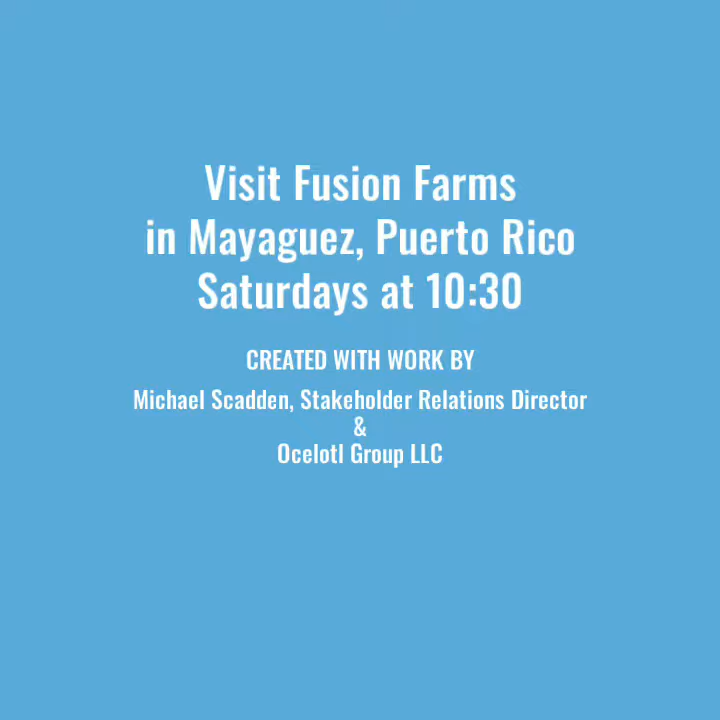 Visit Fusion Farms
in Mayaguez, Puerto Rico
Saturdays at 10:30
CREATED WITH WORK BY
Michael Scadden, Stakeholder Relations Director
&
Ocelotl Group LLC